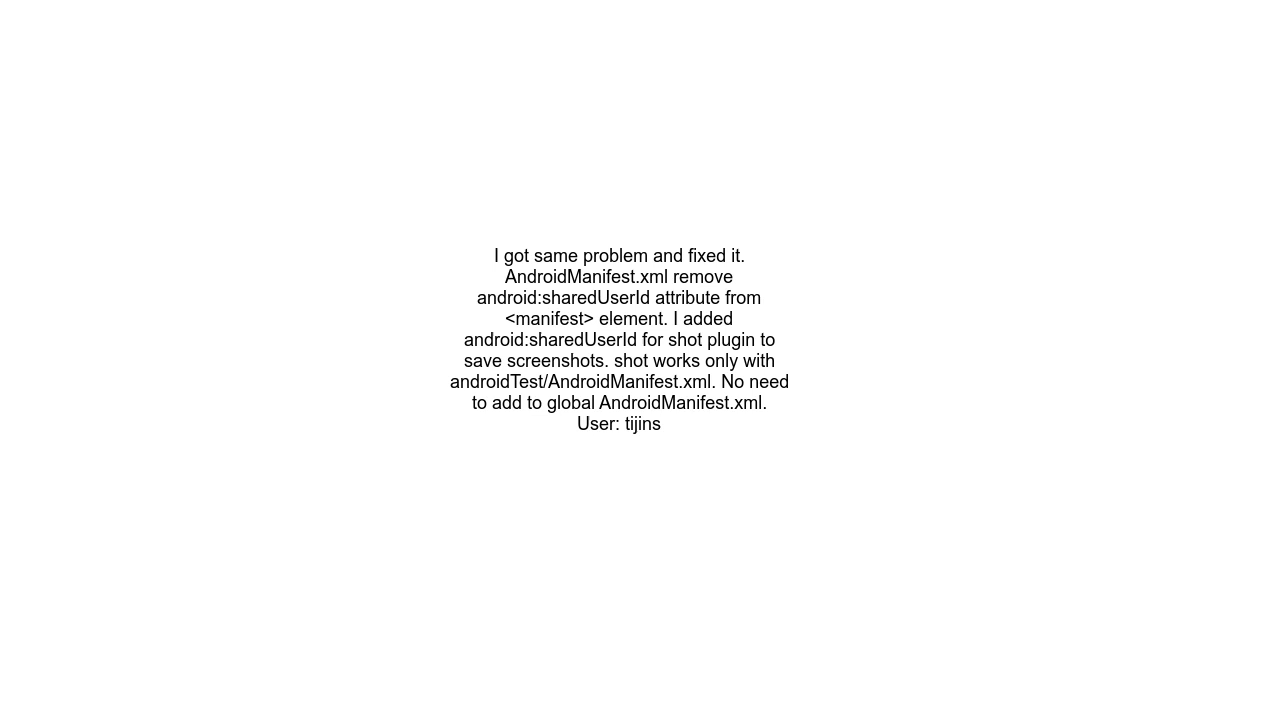 I got same problem and fixed it.
AndroidManifest.xml remove
android:sharedUserId attribute from
<manifest> element. I added
android:sharedUserId for shot plugin to
save screenshots. shot works only with
androidTest/AndroidManifest.xml. No need
to add to global AndroidManifest.xml.
User: tijins